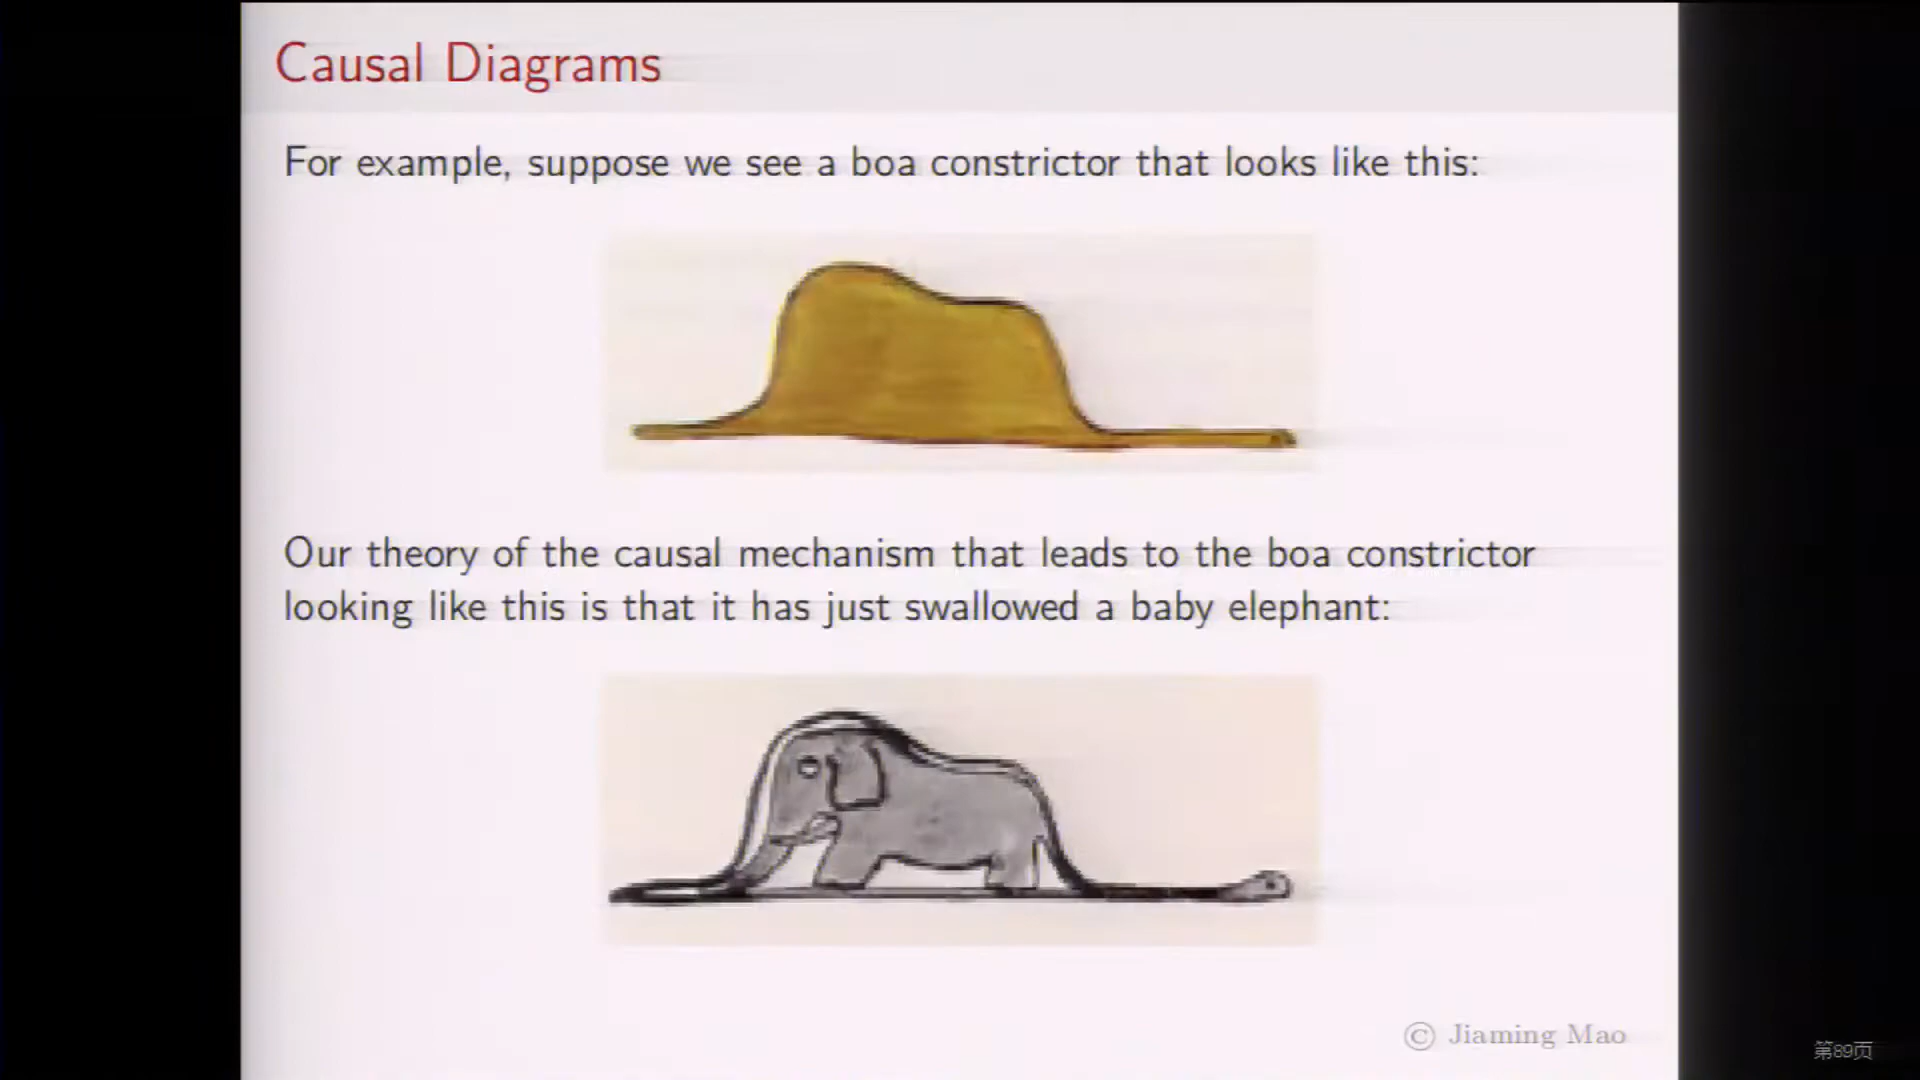 Causal Diagrams
For example, suppose we see a boa constrictor that looks like this:
Our theory of the causal mechanism that leads to the boa constrictor
looking like this is that it has just swallowed a baby elephant:
© Jiaming Mao
第89页